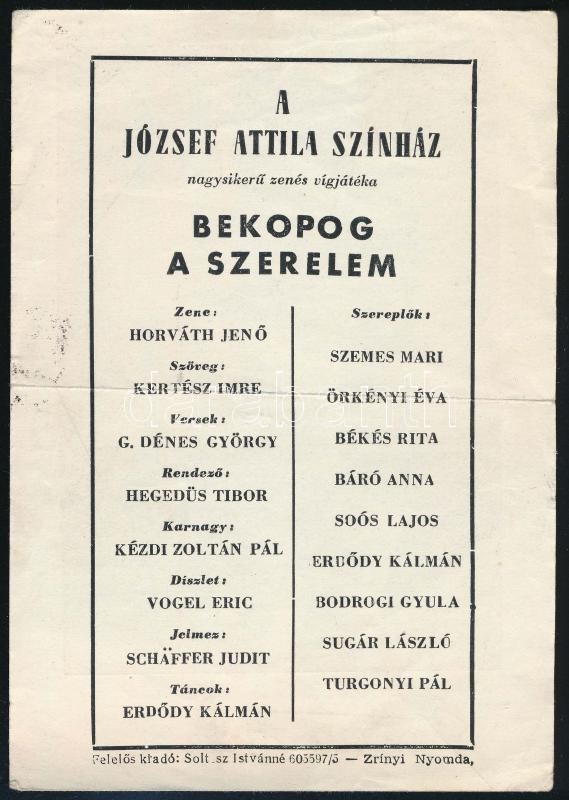 A
JÓZSEF ATTILA SZÍNHÁZ
nagysikerű zenés vígjátéka
BEKOPOG
A SZERELEM
Zene:
HORVÁTH JENŐ
Szöveg:
KERTÉSZ IMRE
Versek:
G. DÉNES GYÖRGY
Rendező:
HEGEDÜS TIBOR
Karnagy:
KÉZDI ZOLTÁN PÁL
Díszlet:
VOGEL ERIC
Jelmez:
SCHÄFFER JUDIT
Táncok:
ERDŐDY KÁLMÁN
Szereplők:
SZEMES MARI
ÖRKÉNYI ÉVA
BÉKÉS RITA
BÁRÓ ANNA
SOÓS LAJOS
ERDŐDY KÁLMÁN
BODROGI GYULA
SUGÁR LÁSZLÓ
TURGONYI PÁL
Felelős kiadó: Solt.sz Istvánné 605597/5 — Zrínyi Nyomda,
darabanth